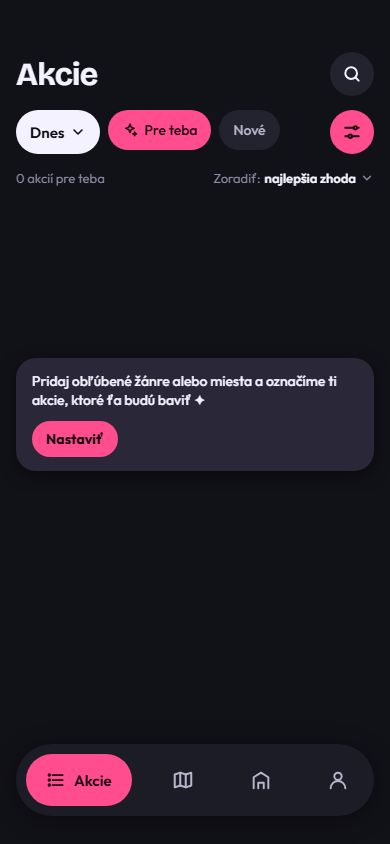 Akcie
Dnes
Pre teba
Nové
0 akcií pre teba
Zoradiť: najlepšia zhoda
Pridaj obľúbené žánre alebo miesta a označíme ti
akcie, ktoré ťa budú baviť ✦
Nastaviť
Akcie